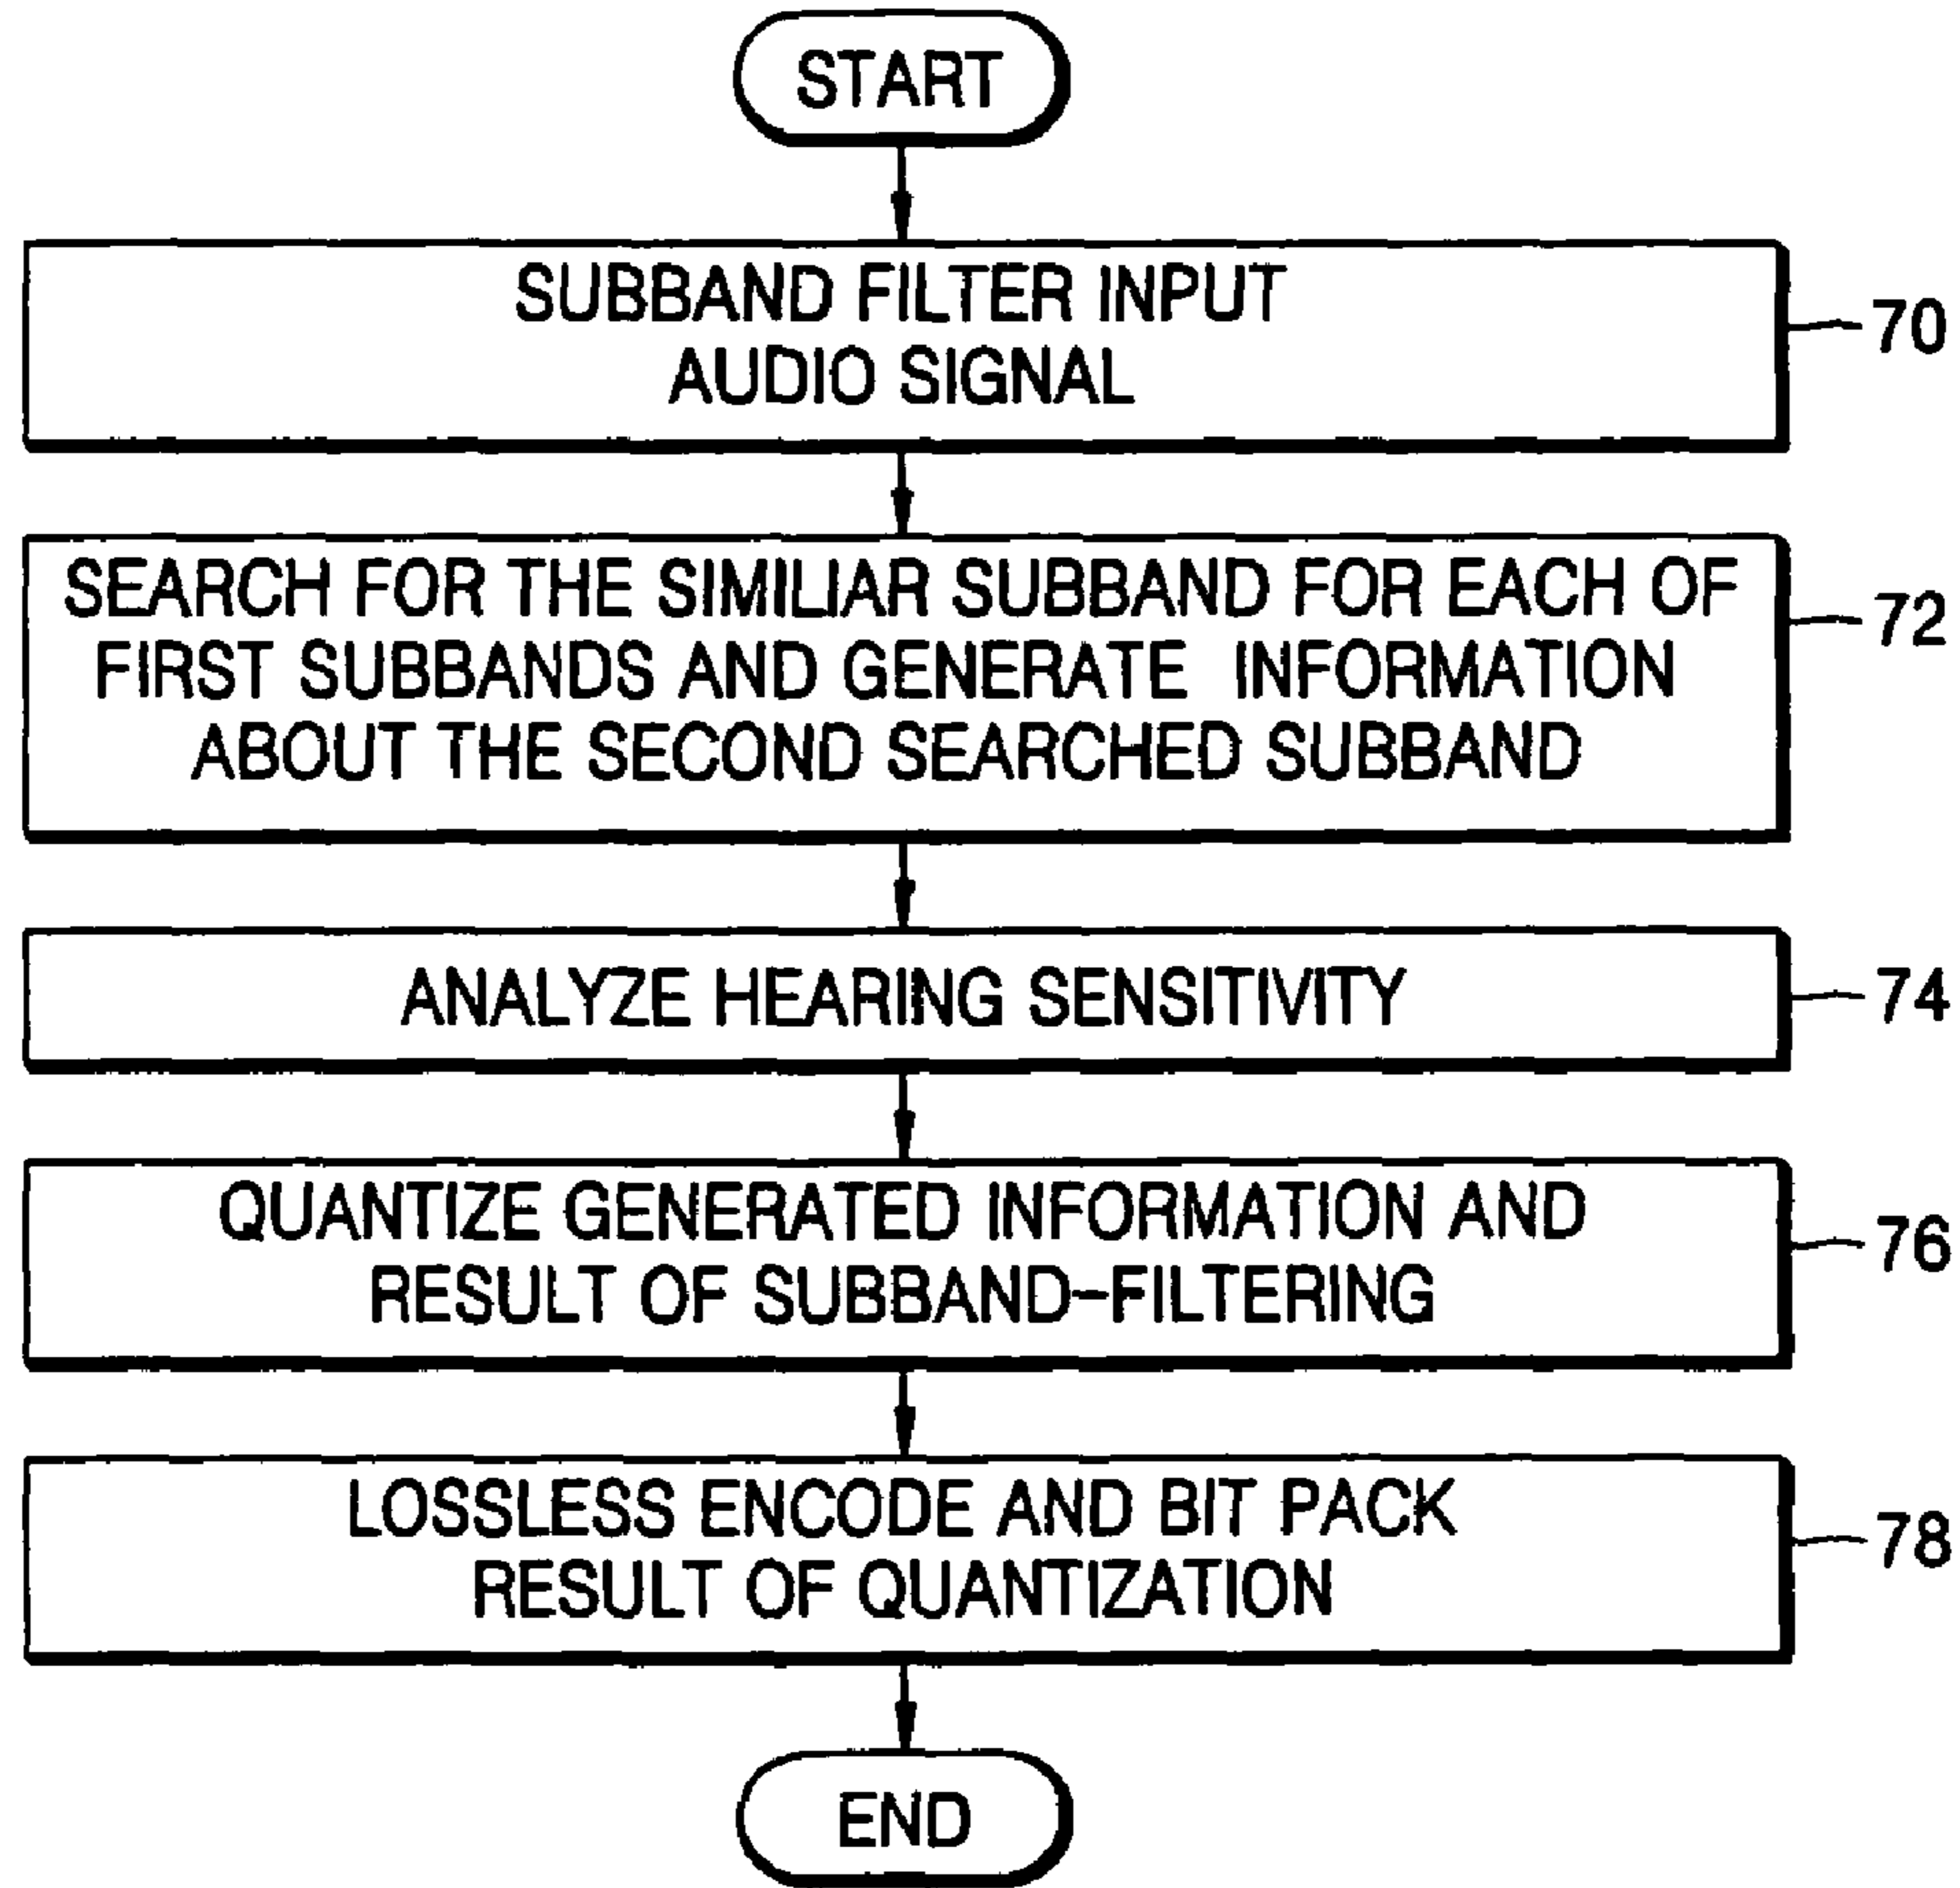 START
SUBBAND FILTER INPUT
AUDIO SIGNAL
70
SEARCH FOR THE SIMILIAR SUBBAND FOR EACH OF
FIRST SUBBANDS AND GENERATE INFORMATION
ABOUT THE SECOND SEARCHED SUBBAND
72
ANALYZE HEARING SENSITIVITY
74
QUANTIZE GENERATED INFORMATION AND
RESULT OF SUBBAND-FILTERING
76
LOSSLESS ENCODE AND BIT PACK
RESULT OF QUANTIZATION
78
END